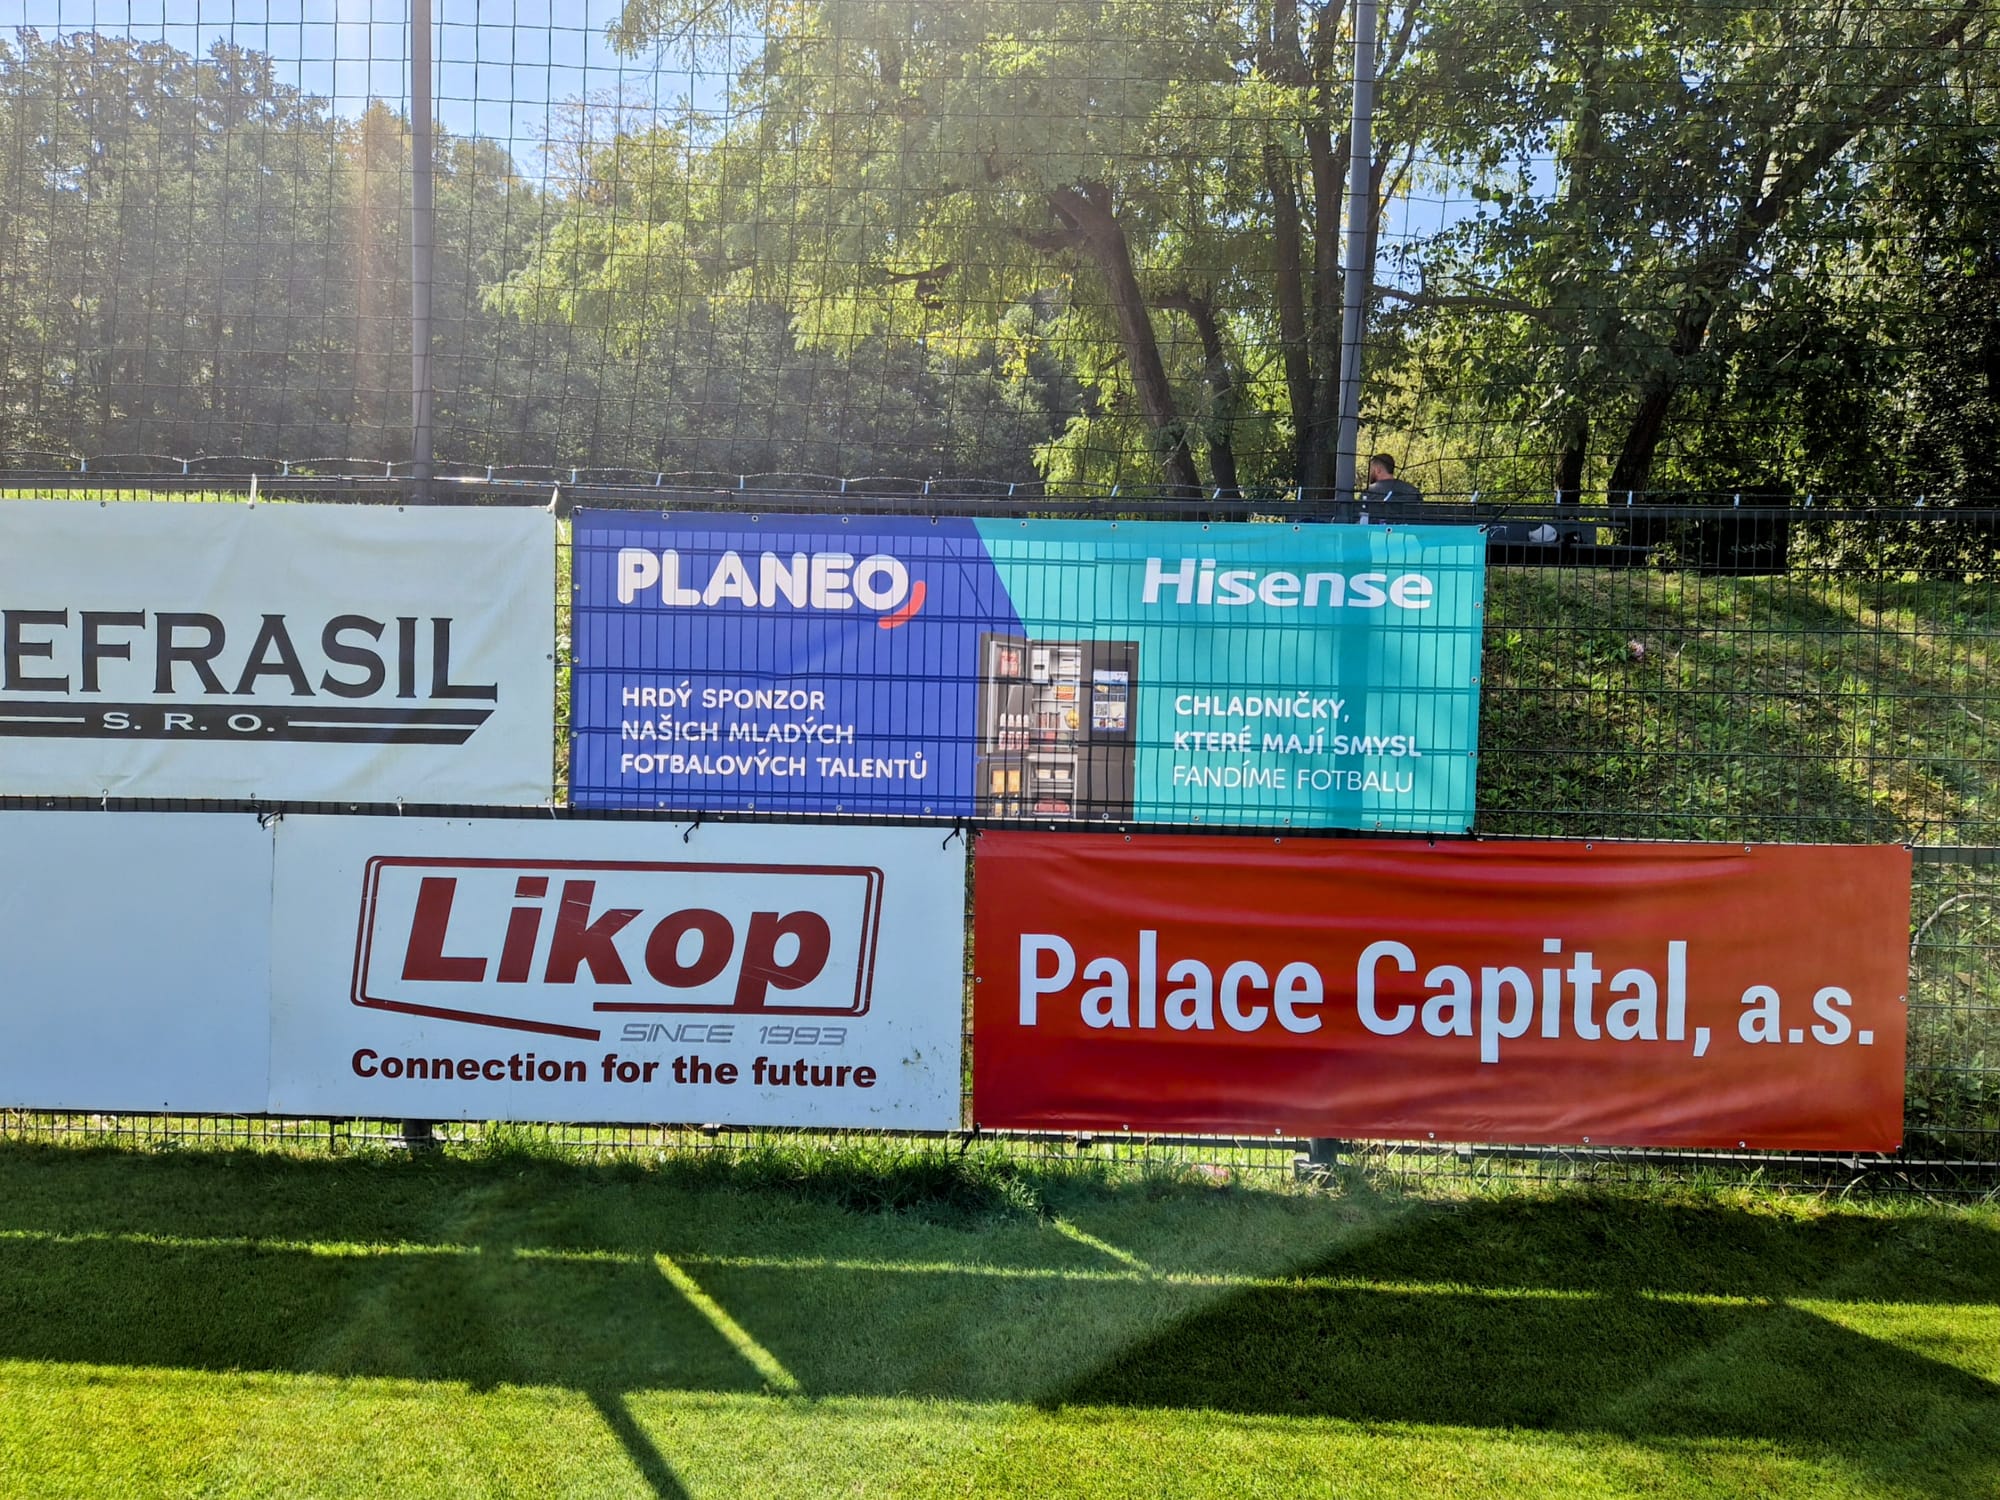 EFRASIL
S. R. O.
PLANEO
HRDÝ SPONZOR
NAŠICH MLADÝCH
FOTBALOVÝCH TALENTŮ
Hisense
CHLADNIČKY,
KTERÉ MAJÍ SMYSL
FANDÍME FOTBALU
Likop
SINCE 1993
Connection for the future
Palace Capital, a.s.